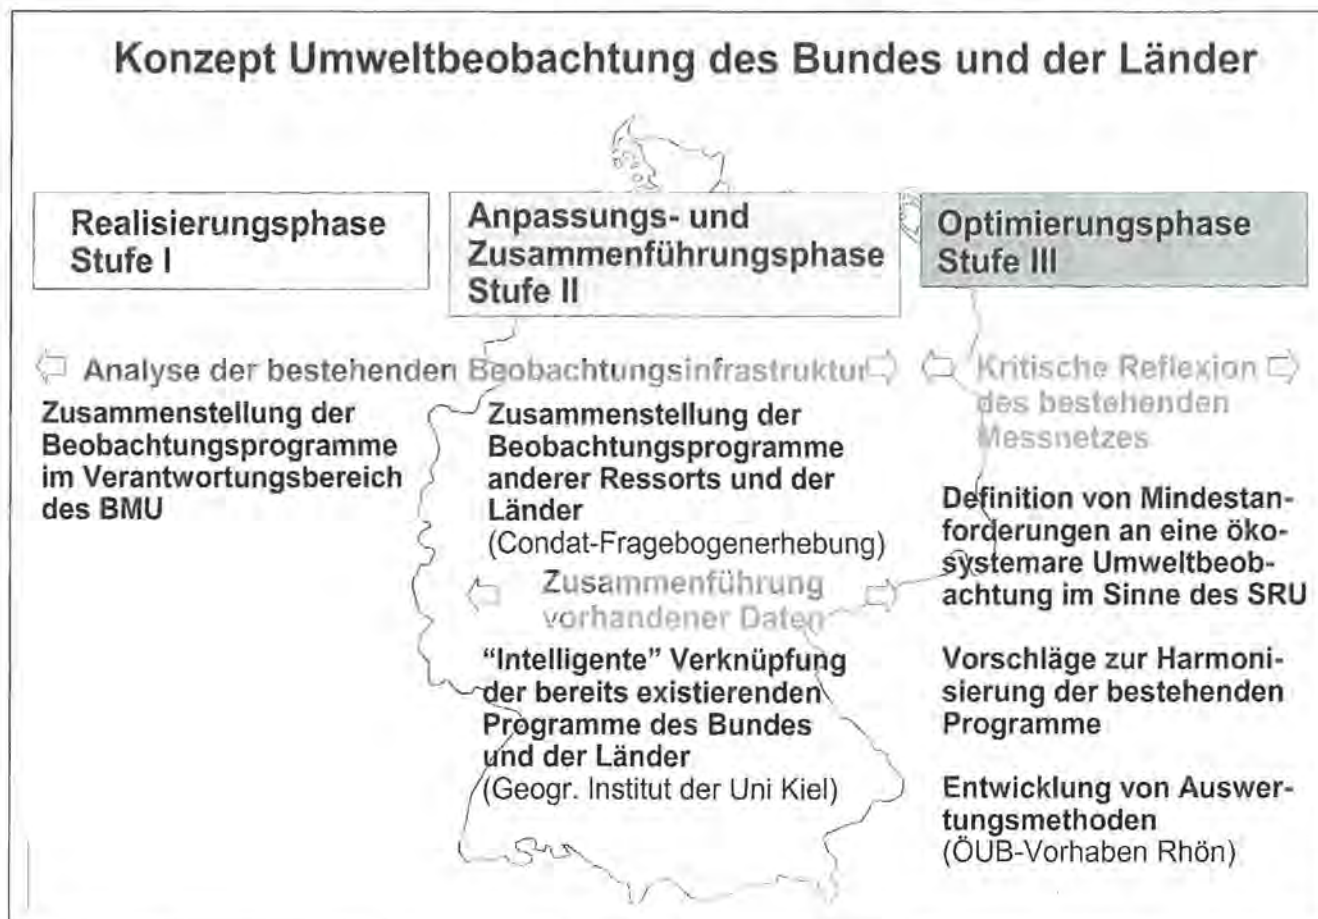 Konzept Umweltbeobachtung des Bundes und der Länder
Realisierungsphase
Stufe I
Anpassungs- und
Zusammenführungsphase
Stufe II
Optimierungsphase
Stufe III
Analyse der bestehenden Beobachtungsinfrastruktur
Kritische Reflexion
des bestehenden
Messnetzes
Zusammenstellung der
Beobachtungsprogramme
im Verantwortungsbereich
des BMU
Zusammenstellung der
Beobachtungsprogramme
anderer Ressorts und der
Länder
(Condat-Fragebogenerhebung)
Zusammenführung
vorhandener Daten
"Intelligente" Verknüpfung
der bereits existierenden
Programme des Bundes
und der Länder
(Geogr. Institut der Uni Kiel)
Definition von Mindestan-
forderungen an eine öko-
systemare Umweltbeob-
achtung im Sinne des SRU
Vorschläge zur Harmoni-
sierung der bestehenden
Programme
Entwicklung von Auswer-
tungsmethoden
(ÖUB-Vorhaben Rhön)